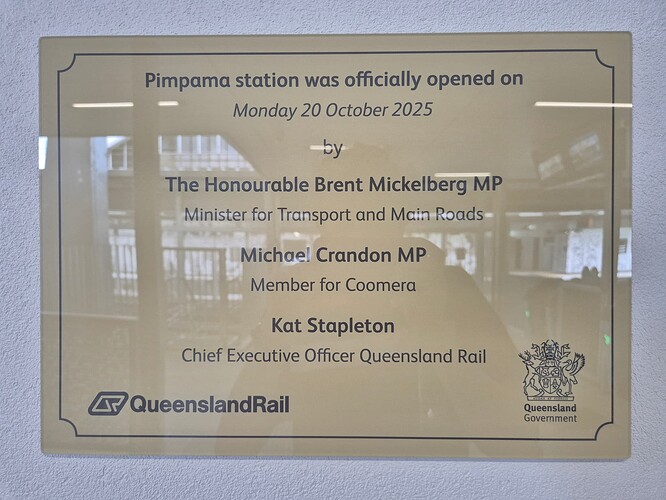 Pimpama station was officially opened on
Monday 20 October 2025
by
The Honourable Brent Mickelberg MP
Minister for Transport and Main Roads
Michael Crandon MP
Member for Coomera
Kat Stapleton
Chief Executive Officer Queensland Rail
QueenslandRail
Queensland
Government